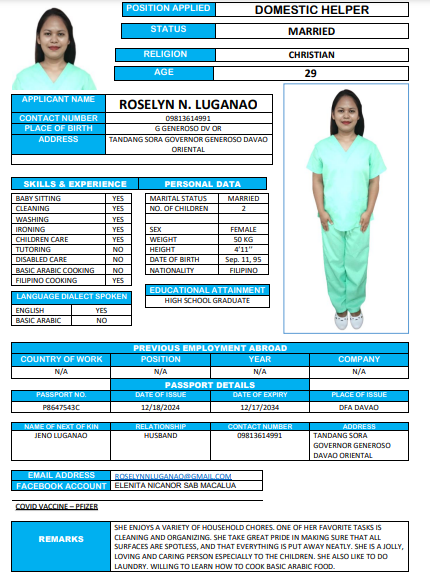 POSITION APPLIED DOMESTIC HELPER
STATUS MARRIED
RELIGION CHRISTIAN
AGE 29
APPLICANT NAME ROSELYN N. LUGANAO
CONTACT NUMBER 09813614991
PLACE OF BIRTH G GENEROSO DV OR
ADDRESS TANDANG SORA GOVERNOR GENEROSO DAVAO
ORIENTAL
SKILLS & EXPERIENCE
BABY SITTING YES
CLEANING YES
WASHING YES
IRONING YES
CHILDREN CARE YES
TUTORING NO
DISABLED CARE NO
BASIC ARABIC COOKING NO
FILIPINO COOKING YES
LANGUAGE DIALECT SPOKEN
ENGLISH YES
BASIC ARABIC NO
PERSONAL DATA
MARITAL STATUS MARRIED
NO. OF CHILDREN 2
SEX FEMALE
WEIGHT 50 KG
HEIGHT 4'11''
DATE OF BIRTH Sep. 11, 95
NATIONALITY FILIPINO
EDUCATIONAL ATTAINMENT
HIGH SCHOOL GRADUATE
PREVIOUS EMPLOYMENT ABROAD
COUNTRY OF WORK POSITION YEAR COMPANY
N/A N/A N/A N/A
PASSPORT DETAILS
PASSPORT NO. DATE OF ISSUE DATE OF EXPIRY PLACE OF ISSUE
P8647543C 12/18/2024 12/17/2034 DFA DAVAO
NAME OF NEXT OF KIN RELATIONSHIP CONTACT NUMBER ADDRESS
JENO LUGANAO HUSBAND 09813614991 TANDANG SORA
GOVERNOR GENEROSO
DAVAO ORIENTAL
EMAIL ADDRESS ROSELYNNLUGANAO@GMAIL.COM
FACEBOOK ACCOUNT ELENITA NICANOR SAB MACALUA
COVID VACCINE – PFIZER
REMARKS
SHE ENJOYS A VARIETY OF HOUSEHOLD CHORES. ONE OF HER FAVORITE TASKS IS
CLEANING AND ORGANIZING. SHE TAKE GREAT PRIDE IN MAKING SURE THAT ALL
SURFACES ARE SPOTLESS, AND THAT EVERYTHING IS PUT AWAY NEATLY. SHE IS A JOLLY,
LOVING AND CARING PERSON ESPECIALLY TO THE CHILDREN. SHE ALSO LIKE TO DO
LAUNDRY. WILLING TO LEARN HOW TO COOK BASIC ARABIC FOOD.